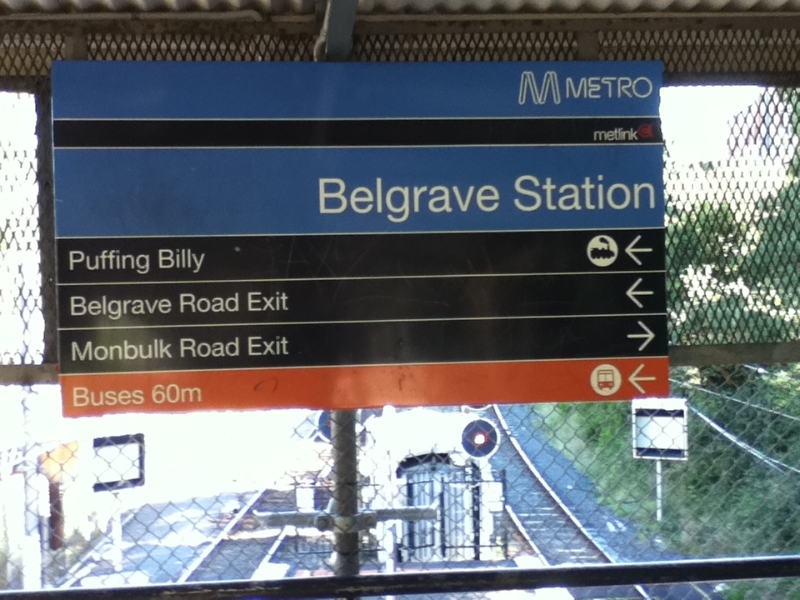 METRO
metlink
Belgrave Station
Puffing Billy
Belgrave Road Exit
Monbulk Road Exit
Buses 60m